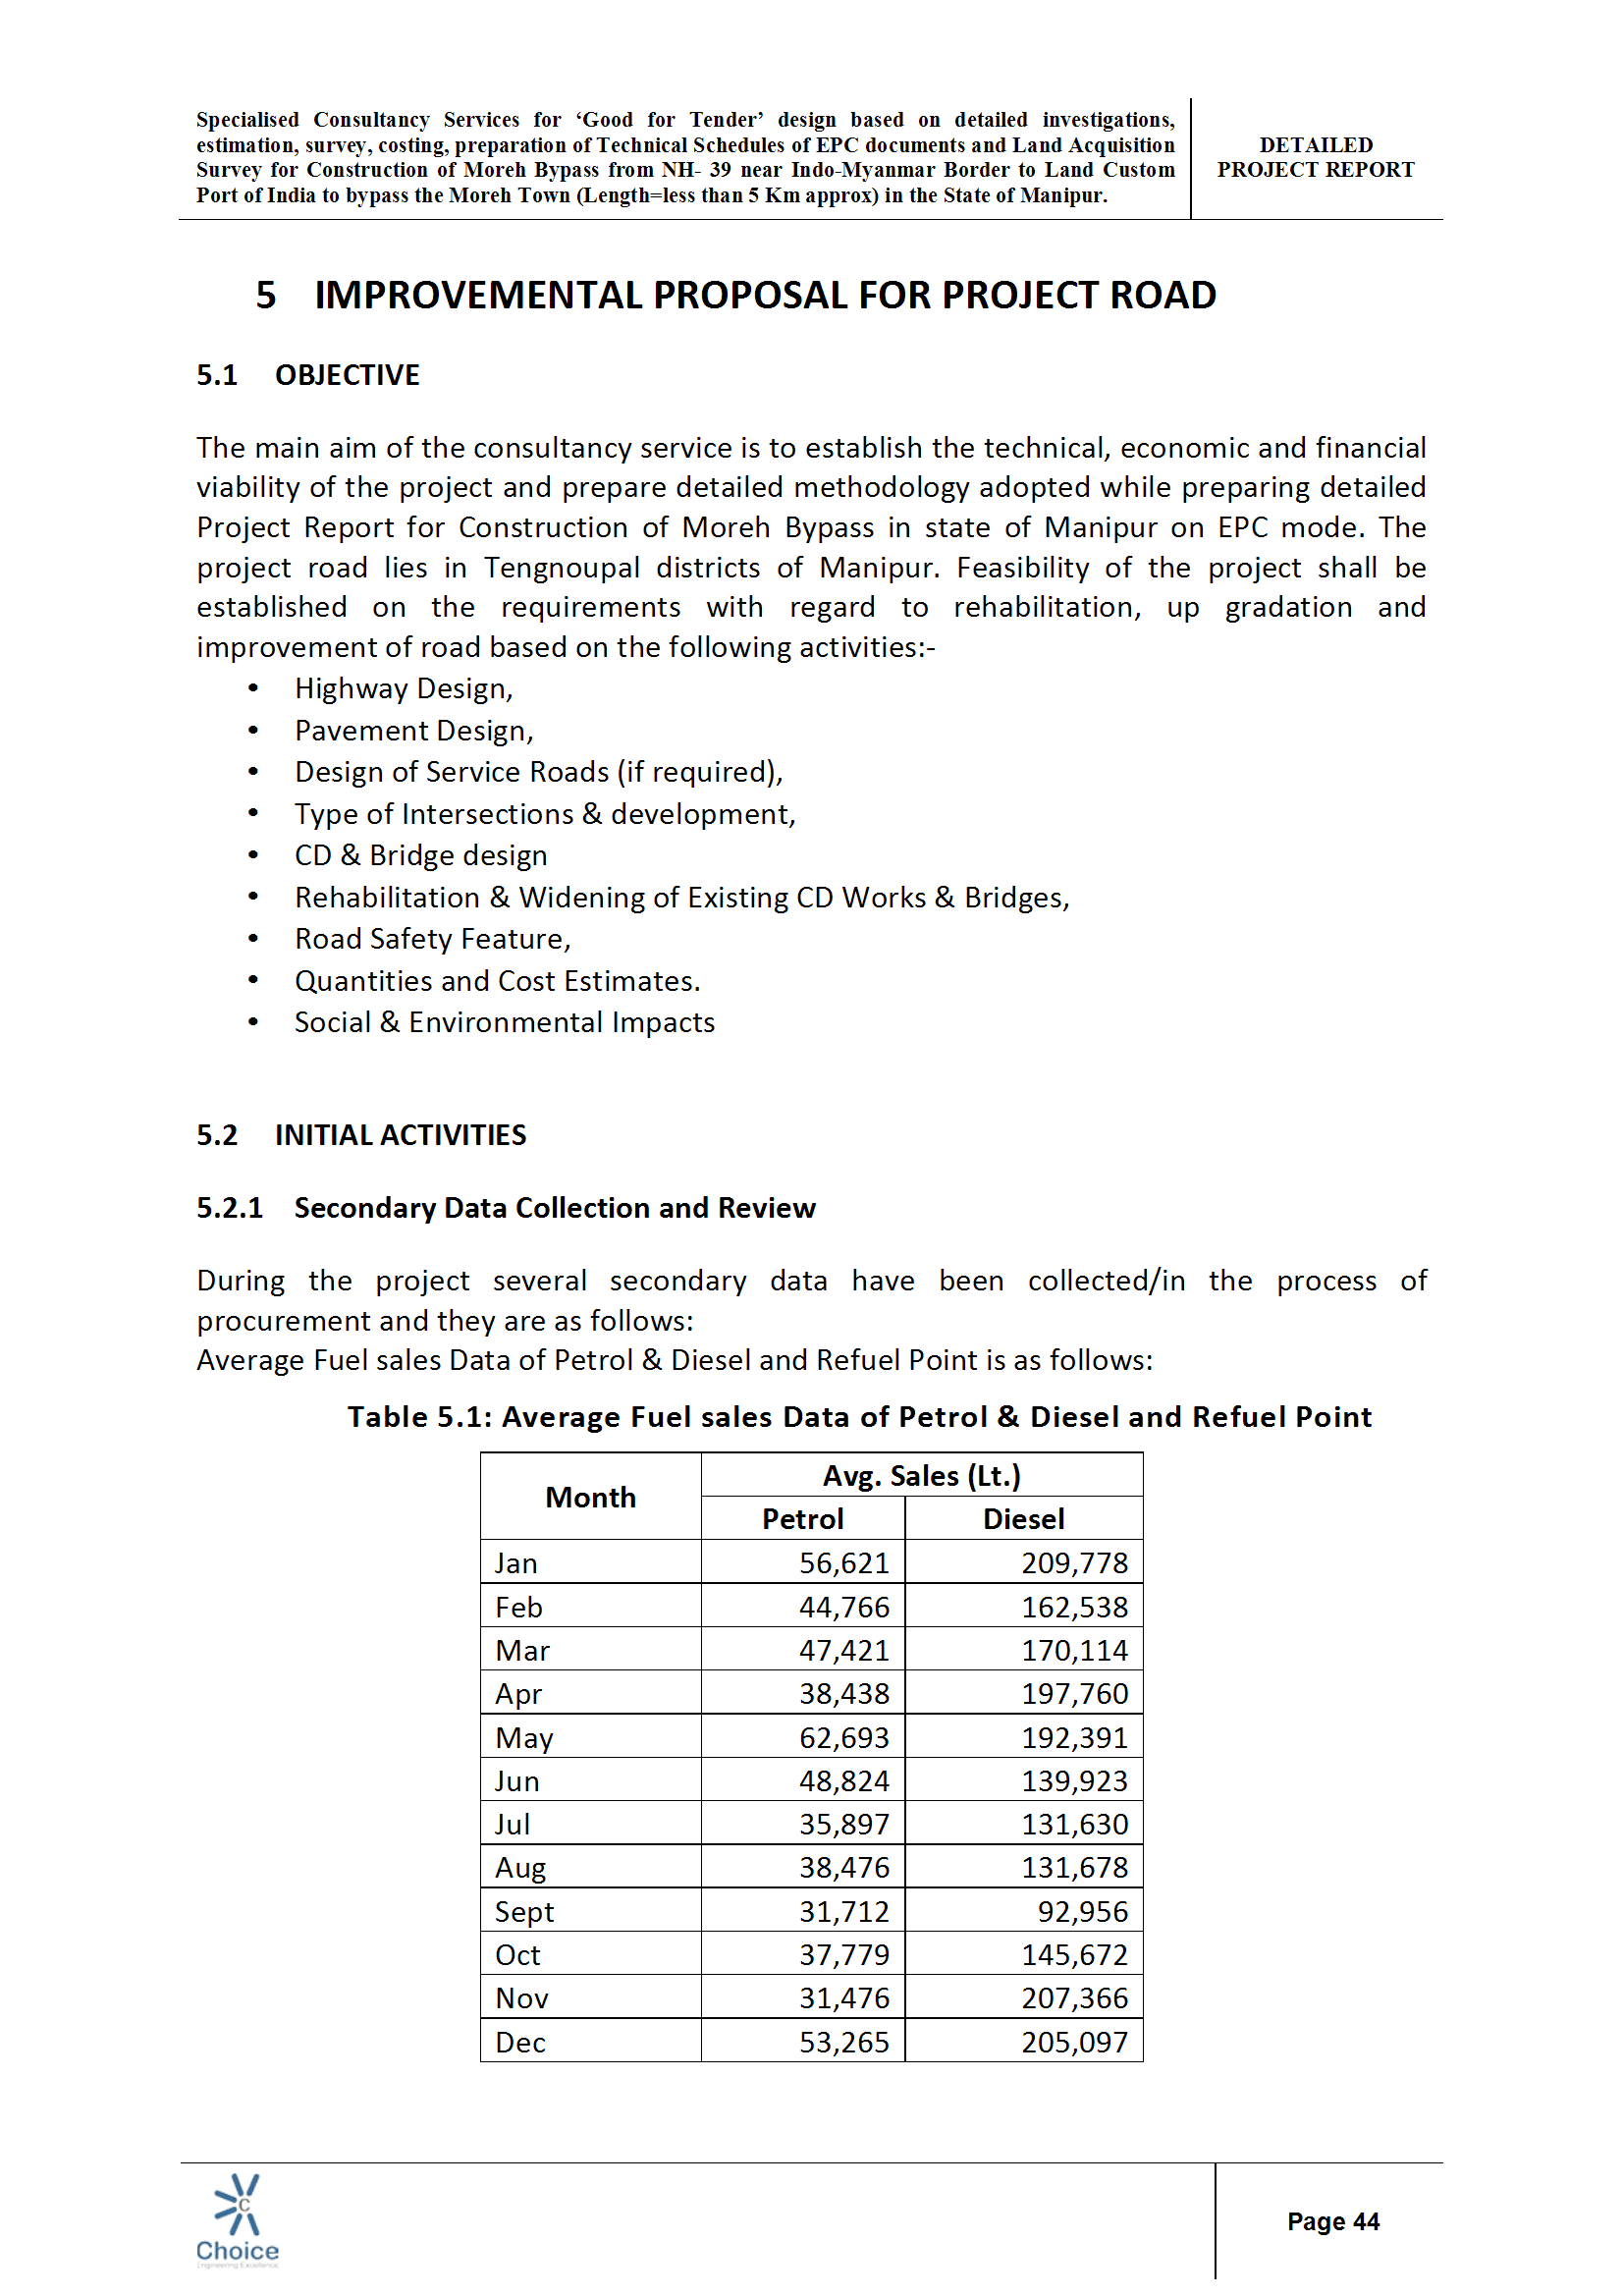 Specialised Consultancy Services for ‘Good for Tender’ design based on detailed investigations,
estimation, survey, costing, preparation of Technical Schedules of EPC documents and Land Acquisition
Survey for Construction of Moreh Bypass from NH- 39 near Indo-Myanmar Border to Land Custom
Port of India to bypass the Moreh Town (Length=less than 5 Km approx) in the State of Manipur.
DETAILED
PROJECT REPORT
5 IMPROVEMENTAL PROPOSAL FOR PROJECT ROAD
5.1 OBJECTIVE
The main aim of the consultancy service is to establish the technical, economic and financial
viability of the project and prepare detailed methodology adopted while preparing detailed
Project Report for Construction of Moreh Bypass in state of Manipur on EPC mode. The
project road lies in Tengnoupal districts of Manipur. Feasibility of the project shall be
established on the requirements with regard to rehabilitation, up gradation and
improvement of road based on the following activities:-
• Highway Design,
• Pavement Design,
• Design of Service Roads (if required),
• Type of Intersections & development,
• CD & Bridge design
• Rehabilitation & Widening of Existing CD Works & Bridges,
• Road Safety Feature,
• Quantities and Cost Estimates.
• Social & Environmental Impacts
5.2 INITIAL ACTIVITIES
5.2.1 Secondary Data Collection and Review
During the project several secondary data have been collected/in the process of
procurement and they are as follows:
Average Fuel sales Data of Petrol & Diesel and Refuel Point is as follows:
Table 5.1: Average Fuel sales Data of Petrol & Diesel and Refuel Point
Month Avg. Sales (Lt.)
Petrol Diesel
Jan 56,621 209,778
Feb 44,766 162,538
Mar 47,421 170,114
Apr 38,438 197,760
May 62,693 192,391
Jun 48,824 139,923
Jul 35,897 131,630
Aug 38,476 131,678
Sept 31,712 92,956
Oct 37,779 145,672
Nov 31,476 207,366
Dec 53,265 205,097
C
Choice
Engineering Excellence
Page 44